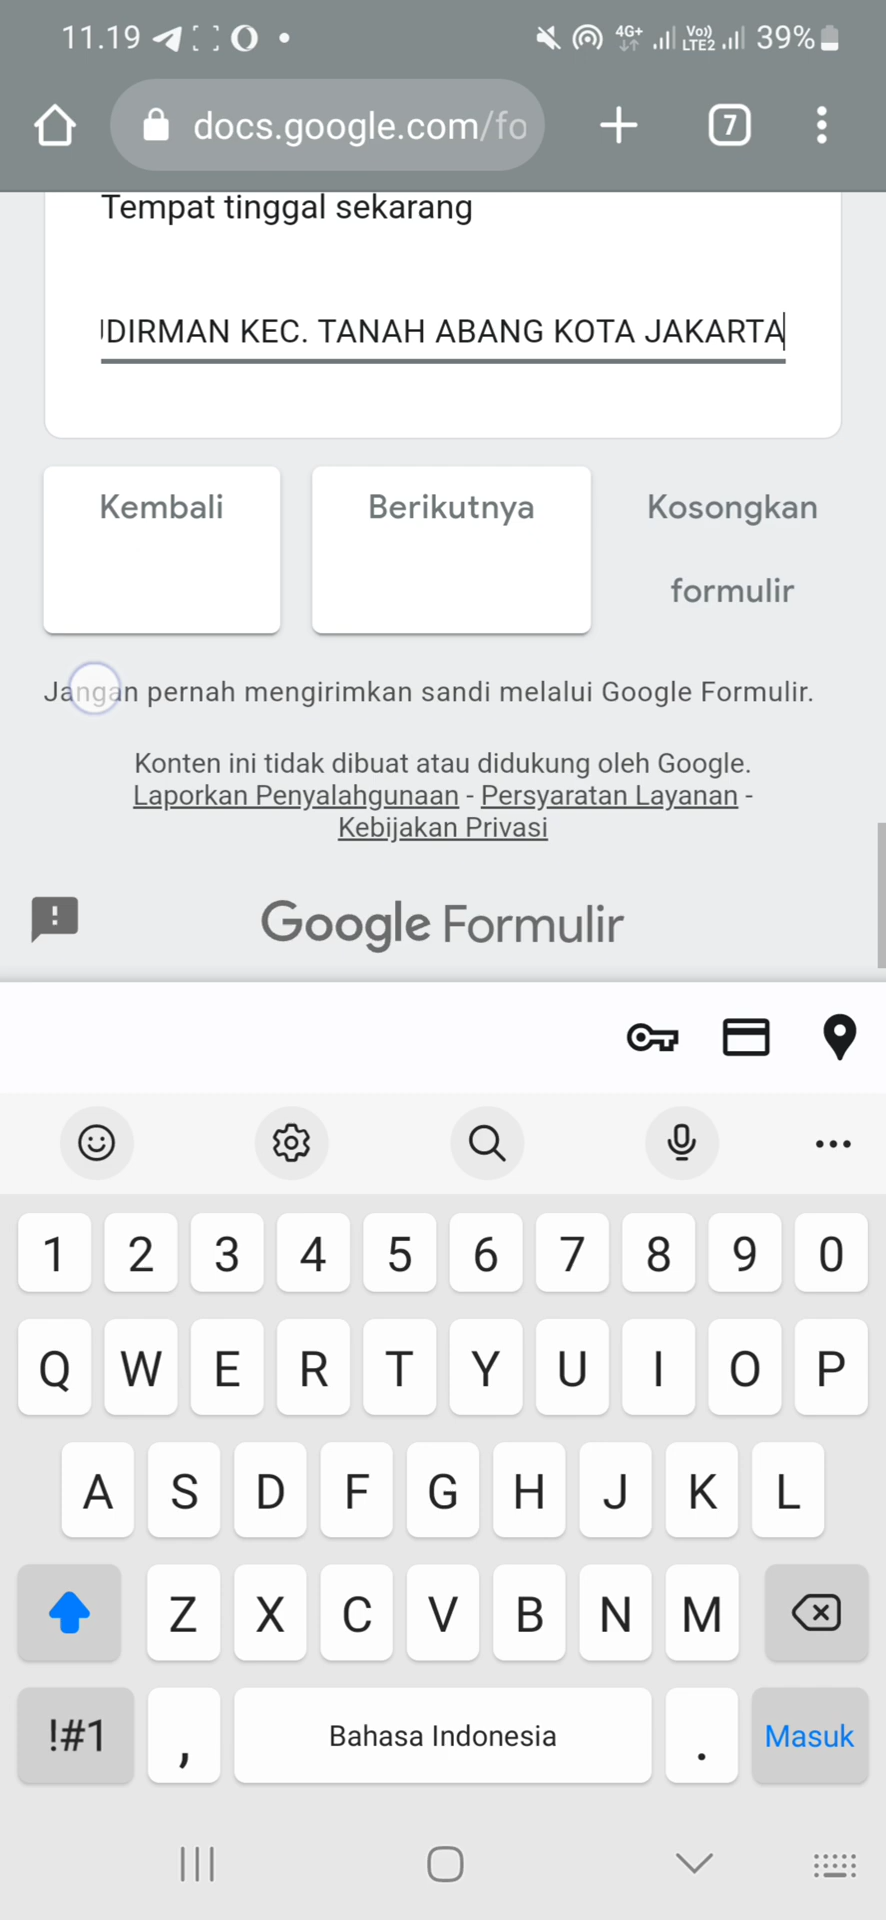 11.19 39%
4G+ Vo)) LTE2
docs.google.com/fo 7
Tempat tinggal sekarang
DIRMAN KEC. TANAH ABANG KOTA JAKARTA
Kembali Berikutnya Kosongkan
formulir
Jangan pernah mengirimkan sandi melalui Google Formulir.
Konten ini tidak dibuat atau didukung oleh Google.
Laporkan Penyalahgunaan - Persyaratan Layanan -
Kebijakan Privasi
Google Formulir
1 2 3 4 5 6 7 8 9 0
Q W E R T Y U I O P
A S D F G H J K L
Z X C V B N M
!#1 , Bahasa Indonesia . Masuk